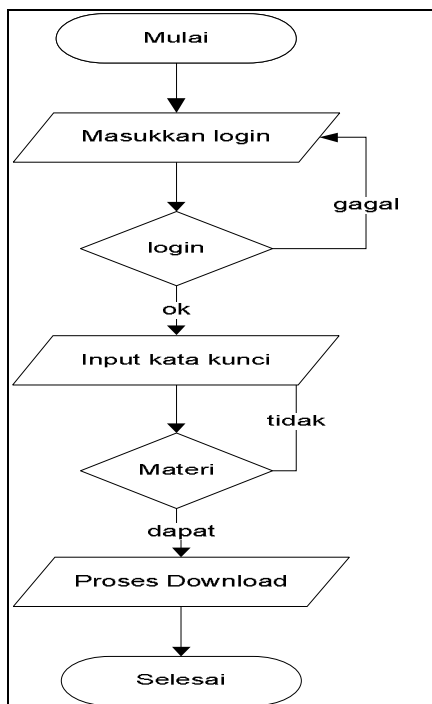 Mulai
Masukkan login
gagal
login
ok
Input kata kunci
tidak
Materi
dapat
Proses Download
Selesai